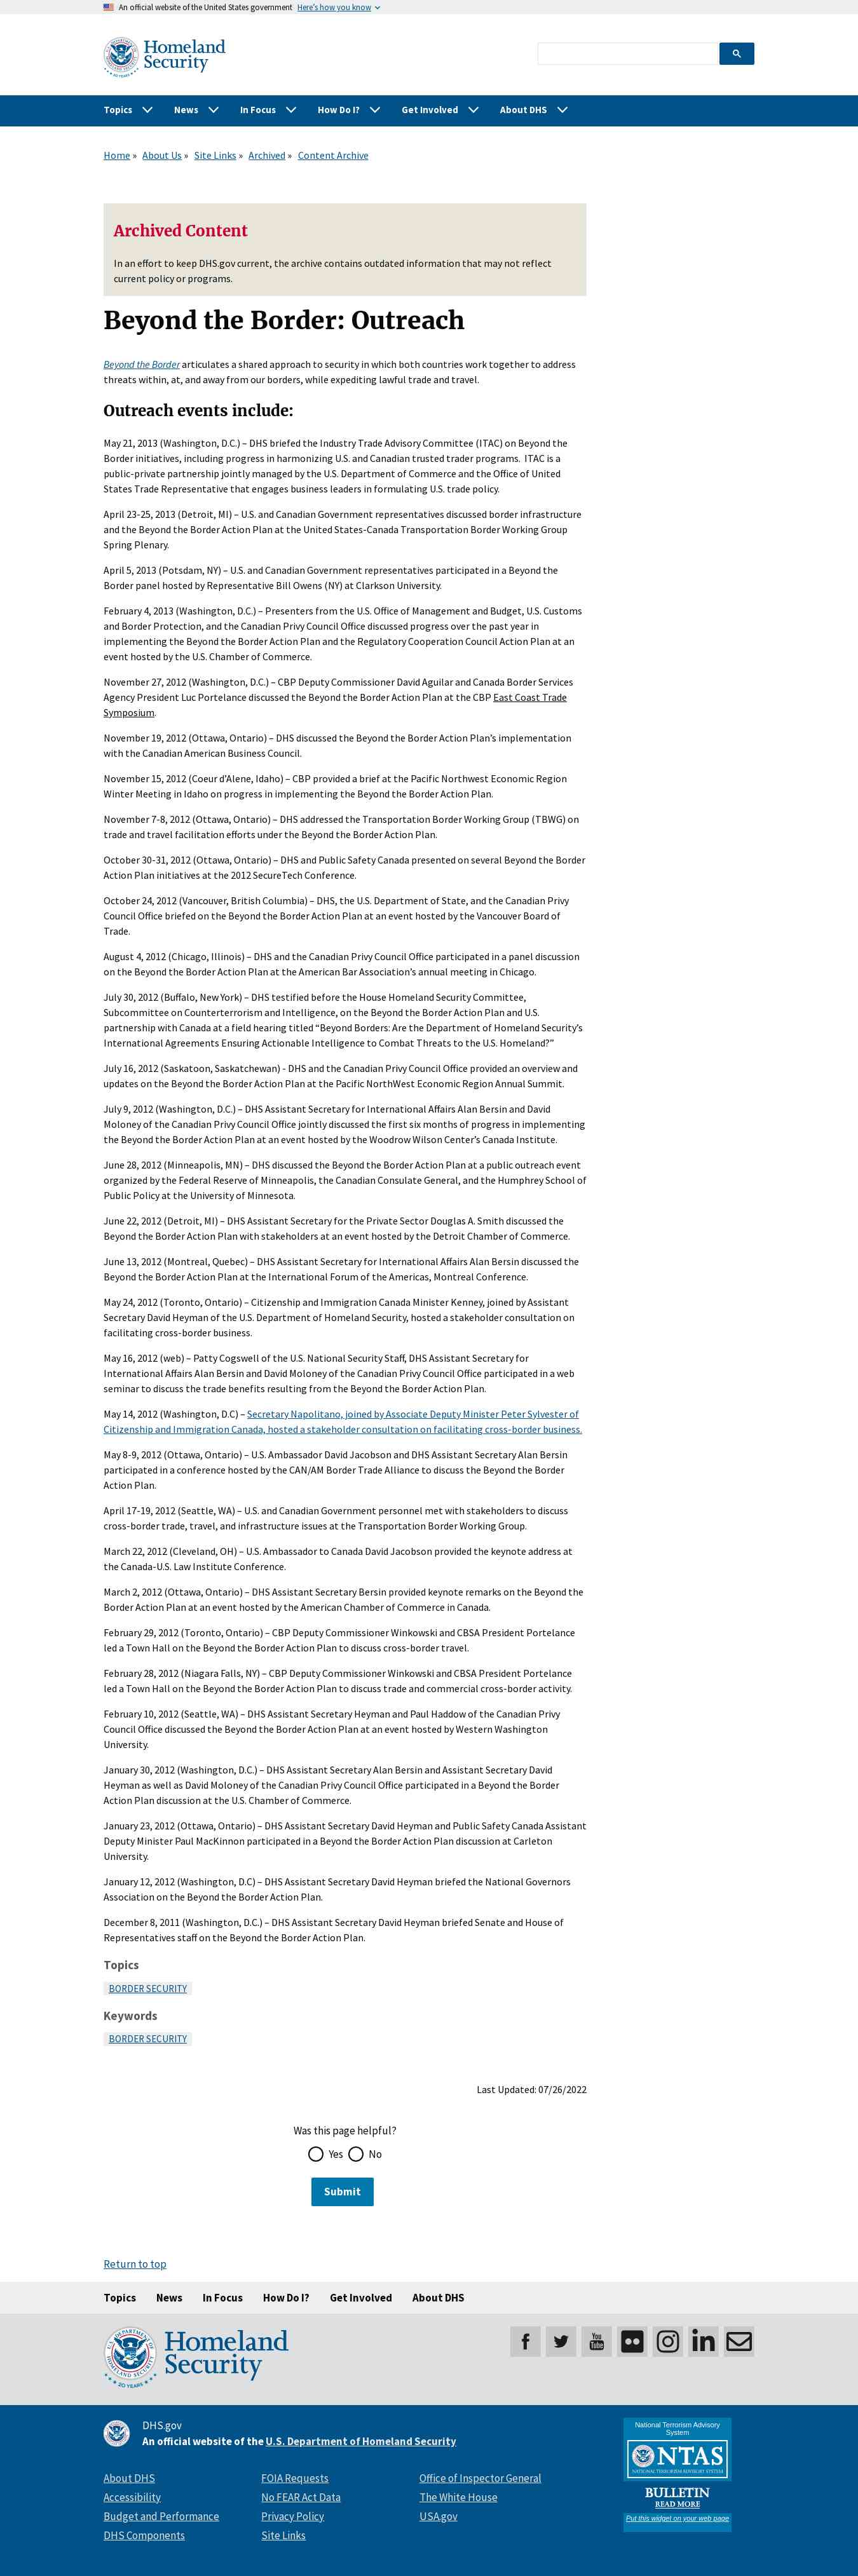 An official website of the United States government Here's how you know
Homeland
Security
Topics News In Focus How Do I? Get Involved About DHS
Home » About Us » Site Links » Archived » Content Archive
Archived Content
In an effort to keep DHS.gov current, the archive contains outdated information that may not reflect
current policy or programs.
Beyond the Border: Outreach
Beyond the Border articulates a shared approach to security in which both countries work together to address
threats within, at, and away from our borders, while expediting lawful trade and travel.
Outreach events include:
May 21, 2013 (Washington, D.C.) – DHS briefed the Industry Trade Advisory Committee (ITAC) on Beyond the
Border initiatives, including progress in harmonizing U.S. and Canadian trusted trader programs. ITAC is a
public-private partnership jointly managed by the U.S. Department of Commerce and the Office of United
States Trade Representative that engages business leaders in formulating U.S. trade policy.
April 23-25, 2013 (Detroit, MI) – U.S. and Canadian Government representatives discussed border infrastructure
and the Beyond the Border Action Plan at the United States-Canada Transportation Border Working Group
Spring Plenary.
April 5, 2013 (Potsdam, NY) – U.S. and Canadian Government representatives participated in a Beyond the
Border panel hosted by Representative Bill Owens (NY) at Clarkson University.
February 4, 2013 (Washington, D.C.) – Presenters from the U.S. Office of Management and Budget, U.S. Customs
and Border Protection, and the Canadian Privy Council Office discussed progress over the past year in
implementing the Beyond the Border Action Plan and the Regulatory Cooperation Council Action Plan at an
event hosted by the U.S. Chamber of Commerce.
November 27, 2012 (Washington, D.C.) – CBP Deputy Commissioner David Aguilar and Canada Border Services
Agency President Luc Portelance discussed the Beyond the Border Action Plan at the CBP East Coast Trade
Symposium.
November 19, 2012 (Ottawa, Ontario) – DHS discussed the Beyond the Border Action Plan's implementation
with the Canadian American Business Council.
November 15, 2012 (Coeur d'Alene, Idaho) – CBP provided a brief at the Pacific Northwest Economic Region
Winter Meeting in Idaho on progress in implementing the Beyond the Border Action Plan.
November 7-8, 2012 (Ottawa, Ontario) – DHS addressed the Transportation Border Working Group (TBWG) on
trade and travel facilitation efforts under the Beyond the Border Action Plan.
October 30-31, 2012 (Ottawa, Ontario) – DHS and Public Safety Canada presented on several Beyond the Border
Action Plan initiatives at the 2012 SecureTech Conference.
October 24, 2012 (Vancouver, British Columbia) – DHS, the U.S. Department of State, and the Canadian Privy
Council Office briefed on the Beyond the Border Action Plan at an event hosted by the Vancouver Board of
Trade.
August 4, 2012 (Chicago, Illinois) – DHS and the Canadian Privy Council Office participated in a panel discussion
on the Beyond the Border Action Plan at the American Bar Association's annual meeting in Chicago.
July 30, 2012 (Buffalo, New York) – DHS testified before the House Homeland Security Committee,
Subcommittee on Counterterrorism and Intelligence, on the Beyond the Border Action Plan and U.S.
partnership with Canada at a field hearing titled "Beyond Borders: Are the Department of Homeland Security's
International Agreements Ensuring Actionable Intelligence to Combat Threats to the U.S. Homeland?"
July 16, 2012 (Saskatoon, Saskatchewan) - DHS and the Canadian Privy Council Office provided an overview and
updates on the Beyond the Border Action Plan at the Pacific NorthWest Economic Region Annual Summit.
July 9, 2012 (Washington, D.C.) – DHS Assistant Secretary for International Affairs Alan Bersin and David
Moloney of the Canadian Privy Council Office jointly discussed the first six months of progress in implementing
the Beyond the Border Action Plan at an event hosted by the Woodrow Wilson Center's Canada Institute.
June 28, 2012 (Minneapolis, MN) – DHS discussed the Beyond the Border Action Plan at a public outreach event
organized by the Federal Reserve of Minneapolis, the Canadian Consulate General, and the Humphrey School of
Public Policy at the University of Minnesota.
June 22, 2012 (Detroit, MI) – DHS Assistant Secretary for the Private Sector Douglas A. Smith discussed the
Beyond the Border Action Plan with stakeholders at an event hosted by the Detroit Chamber of Commerce.
June 13, 2012 (Montreal, Quebec) – DHS Assistant Secretary for International Affairs Alan Bersin discussed the
Beyond the Border Action Plan at the International Forum of the Americas, Montreal Conference.
May 24, 2012 (Toronto, Ontario) – Citizenship and Immigration Canada Minister Kenney, joined by Assistant
Secretary David Heyman of the U.S. Department of Homeland Security, hosted a stakeholder consultation on
facilitating cross-border business.
May 16, 2012 (web) – Patty Cogswell of the U.S. National Security Staff, DHS Assistant Secretary for
International Affairs Alan Bersin and David Moloney of the Canadian Privy Council Office participated in a web
seminar to discuss the trade benefits resulting from the Beyond the Border Action Plan.
May 14, 2012 (Washington, D.C) – Secretary Napolitano, joined by Associate Deputy Minister Peter Sylvester of
Citizenship and Immigration Canada, hosted a stakeholder consultation on facilitating cross-border business.
May 8-9, 2012 (Ottawa, Ontario) – U.S. Ambassador David Jacobson and DHS Assistant Secretary Alan Bersin
participated in a conference hosted by the CAN/AM Border Trade Alliance to discuss the Beyond the Border
Action Plan.
April 17-19, 2012 (Seattle, WA) – U.S. and Canadian Government personnel met with stakeholders to discuss
cross-border trade, travel, and infrastructure issues at the Transportation Border Working Group.
March 22, 2012 (Cleveland, OH) – U.S. Ambassador to Canada David Jacobson provided the keynote address at
the Canada-U.S. Law Institute Conference.
March 2, 2012 (Ottawa, Ontario) – DHS Assistant Secretary Bersin provided keynote remarks on the Beyond the
Border Action Plan at an event hosted by the American Chamber of Commerce in Canada.
February 29, 2012 (Toronto, Ontario) – CBP Deputy Commissioner Winkowski and CBSA President Portelance
led a Town Hall on the Beyond the Border Action Plan to discuss cross-border travel.
February 28, 2012 (Niagara Falls, NY) – CBP Deputy Commissioner Winkowski and CBSA President Portelance
led a Town Hall on the Beyond the Border Action Plan to discuss trade and commercial cross-border activity.
February 10, 2012 (Seattle, WA) – DHS Assistant Secretary Heyman and Paul Haddow of the Canadian Privy
Council Office discussed the Beyond the Border Action Plan at an event hosted by Western Washington
University.
January 30, 2012 (Washington, D.C.) – DHS Assistant Secretary Alan Bersin and Assistant Secretary David
Heyman as well as David Moloney of the Canadian Privy Council Office participated in a Beyond the Border
Action Plan discussion at the U.S. Chamber of Commerce.
January 23, 2012 (Ottawa, Ontario) – DHS Assistant Secretary David Heyman and Public Safety Canada Assistant
Deputy Minister Paul MacKinnon participated in a Beyond the Border Action Plan discussion at Carleton
University.
January 12, 2012 (Washington, D.C) – DHS Assistant Secretary David Heyman briefed the National Governors
Association on the Beyond the Border Action Plan.
December 8, 2011 (Washington, D.C.) – DHS Assistant Secretary David Heyman briefed Senate and House of
Representatives staff on the Beyond the Border Action Plan.
Topics
BORDER SECURITY
Keywords
BORDER SECURITY
Last Updated: 07/26/2022
Was this page helpful?
Yes No
Submit
Return to top
Topics News In Focus How Do I? Get Involved About DHS
Homeland
Security
20 YEARS
You
Tube
DHS.gov
An official website of the U.S. Department of Homeland Security
About DHS FOIA Requests Office of Inspector General
Accessibility No FEAR Act Data The White House
Budget and Performance Privacy Policy USA.gov
DHS Components Site Links
National Terrorism Advisory
System
NTAS
NATIONAL TERRORISM ADVISORY SYSTEM
BULLETIN
READ MORE
Put this widget on your web page